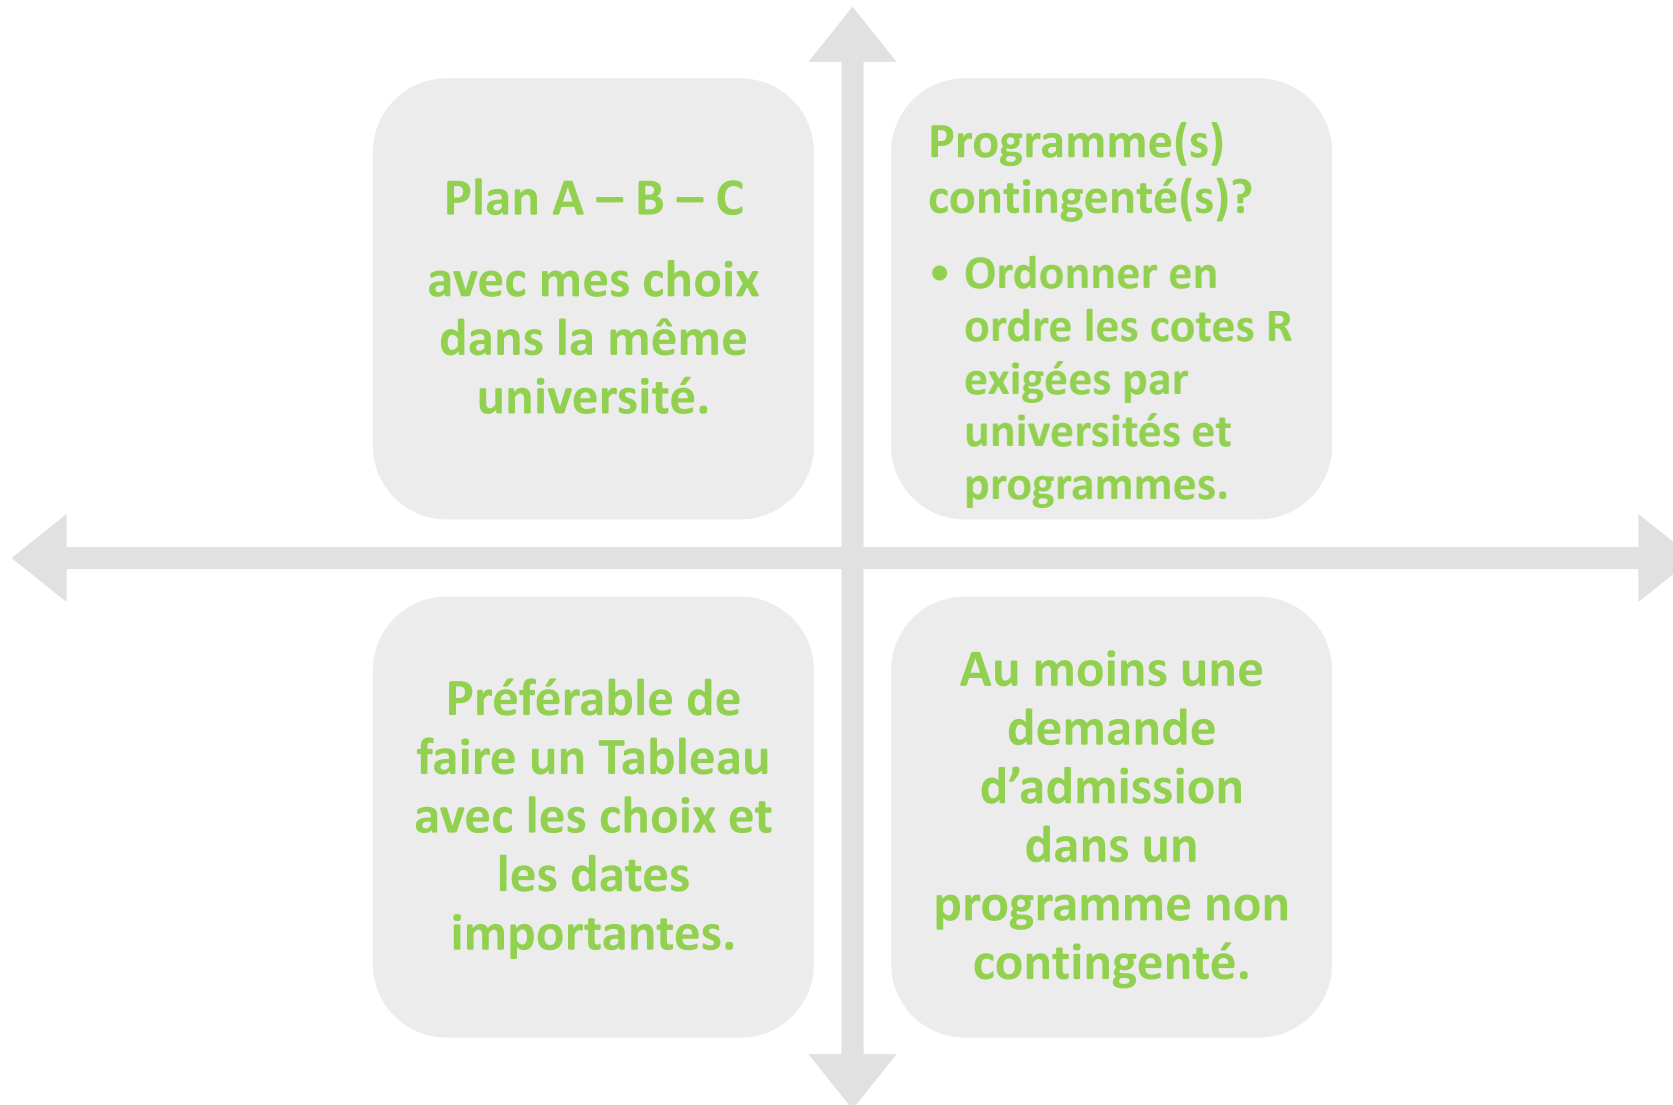 Plan A – B – C
avec mes choix
dans la même
université.
Programme(s)
contingenté(s)?
• Ordonner en
ordre les cotes R
exigées par
universités et
programmes.
Préférable de
faire un Tableau
avec les choix et
les dates
importantes.
Au moins une
demande
d’admission
dans un
programme non
contingenté.